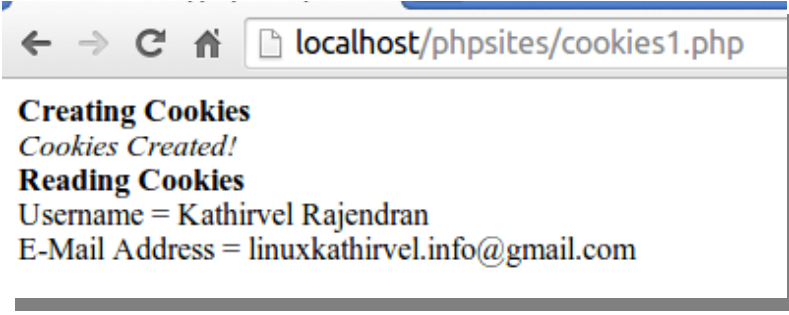 localhost/phpsites/cookies1.php
Creating Cookies
Cookies Created!
Reading Cookies
Username = Kathirvel Rajendran
E-Mail Address = linuxkathirvel.info@gmail.com